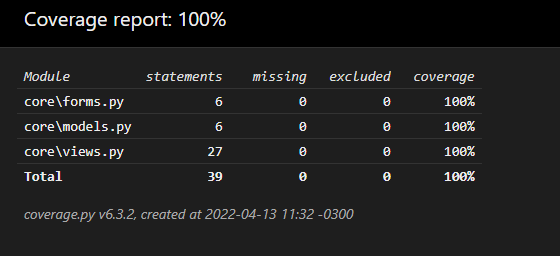 Coverage report: 100%
Module statements missing excluded coverage
core\forms.py 6 0 0 100%
core\models.py 6 0 0 100%
core\views.py 27 0 0 100%
Total 39 0 0 100%
coverage.py v6.3.2, created at 2022-04-13 11:32 -0300